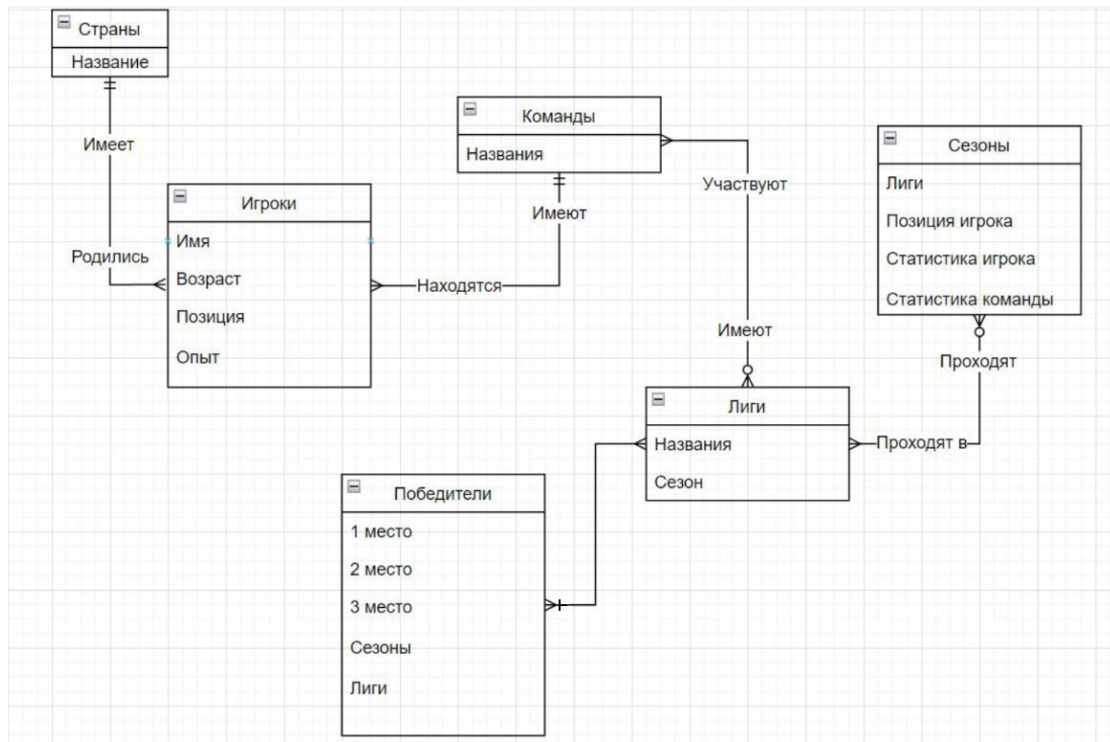 Страны
Название
Имеет
Родились
Игроки
Имя
Возраст
Позиция
Опыт
Находятся
Команды
Названия
Имеют
Участвуют
Имеют
Сезоны
Лиги
Позиция игрока
Статистика игрока
Статистика команды
Проходят
Проходят в
Лиги
Названия
Сезон
Победители
1 место
2 место
3 место
Сезоны
Лиги